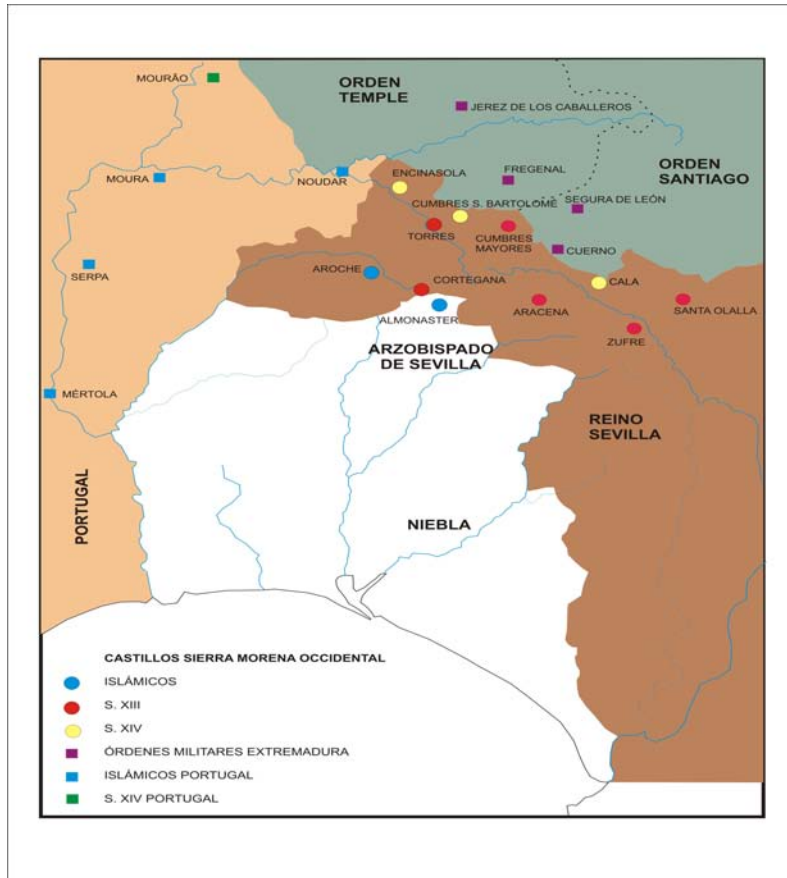 MOURÃO
ORDEN
TEMPLE
JEREZ DE LOS CABALLEROS
MOURA
NOUDAR
ENCINASOLA
FREGENAL
ORDEN
SANTIAGO
CUMBRES S. BARTOLOMÉ
SEGURA DE LEÓN
TORRES
CUMBRES
MAYORES
CUERNO
SERPA
AROCHE
CORTEGANA
CALA
ALMONASTER
ARACENA
SANTA OLALLA
ZUFRE
ARZOBISPADO
DE SEVILLA
MÉRTOLA
REINO
SEVILLA
PORTUGAL
NIEBLA
CASTILLOS SIERRA MORENA OCCIDENTAL
ISLÁMICOS
S. XIII
S. XIV
ÓRDENES MILITARES EXTREMADURA
ISLÁMICOS PORTUGAL
S. XIV PORTUGAL